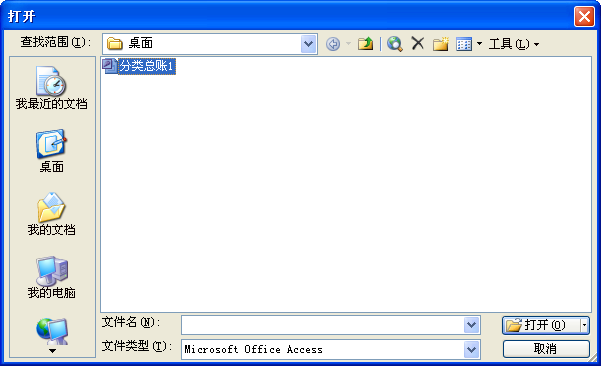 打开
查找范围(I):
桌面
工具(L)
分类总账1
我最近的文档
桌面
我的文档
我的电脑
文件名(N):
打开(O)
文件类型(T):
Microsoft Office Access
取消